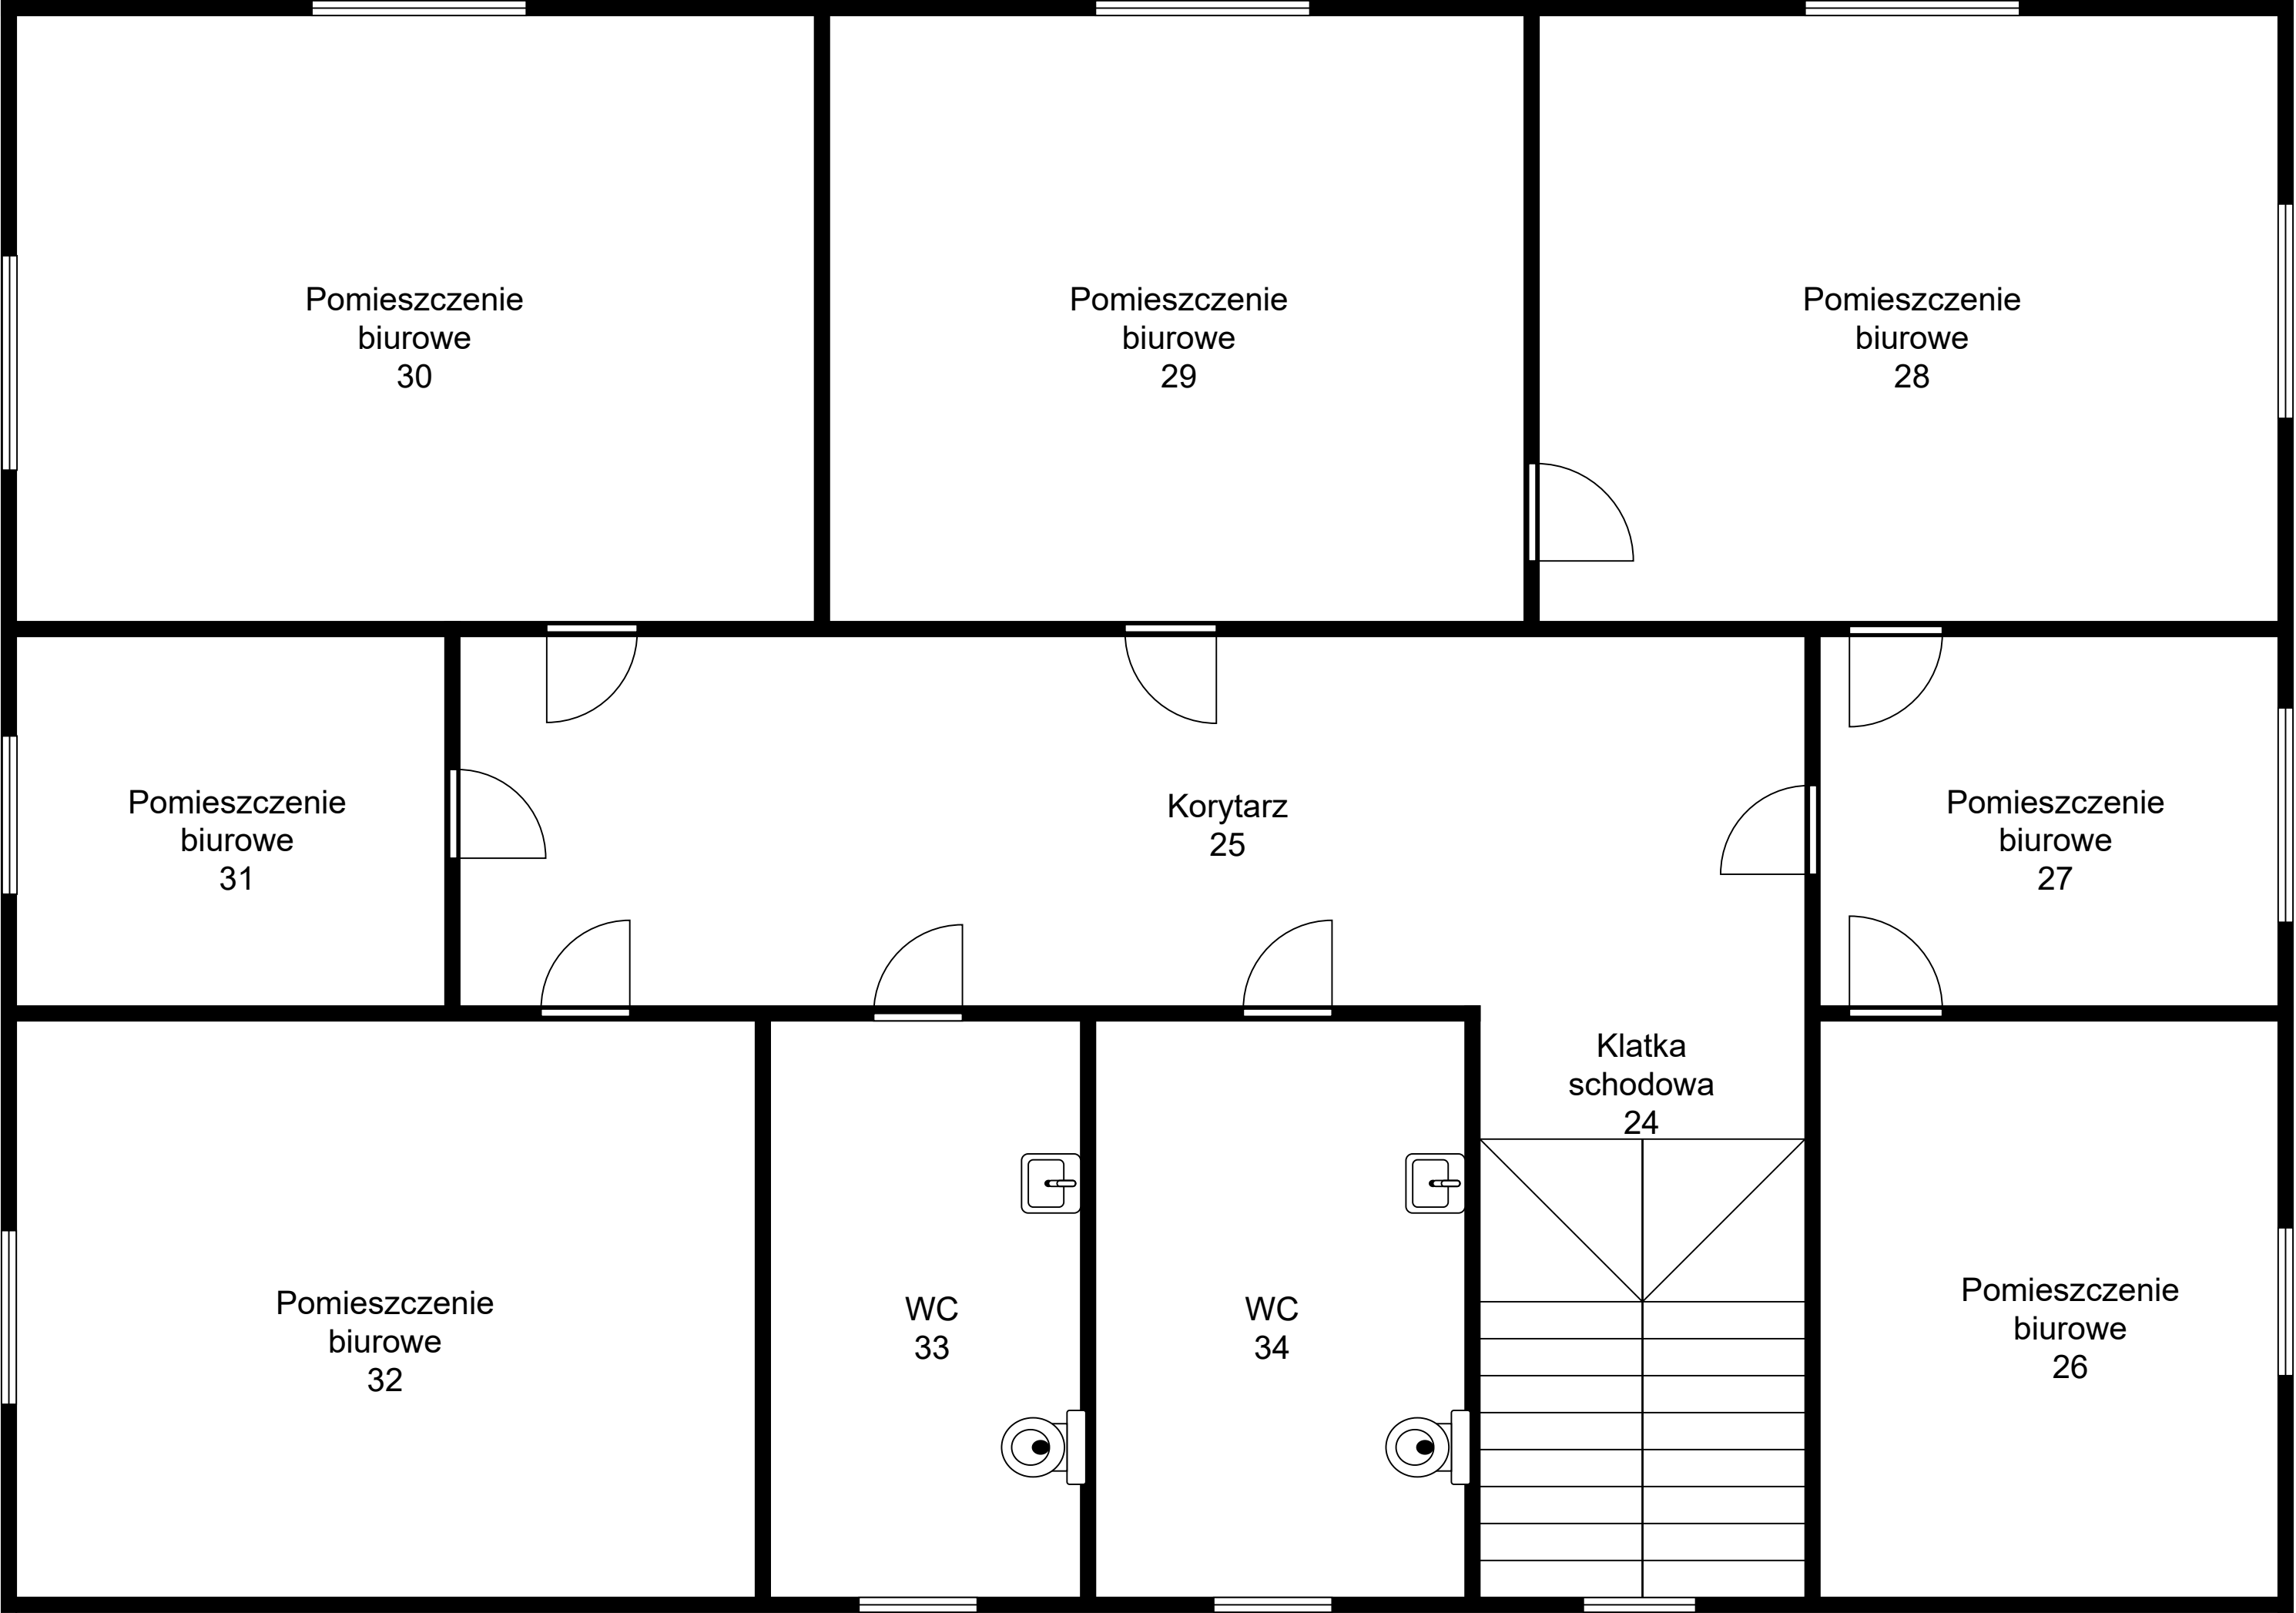 Pomieszczenie
biurowe
30
Pomieszczenie
biurowe
29
Pomieszczenie
biurowe
28
Pomieszczenie
biurowe
31
Korytarz
25
Pomieszczenie
biurowe
27
Klatka
schodowa
24
Pomieszczenie
biurowe
32
WC
33
WC
34
Pomieszczenie
biurowe
26